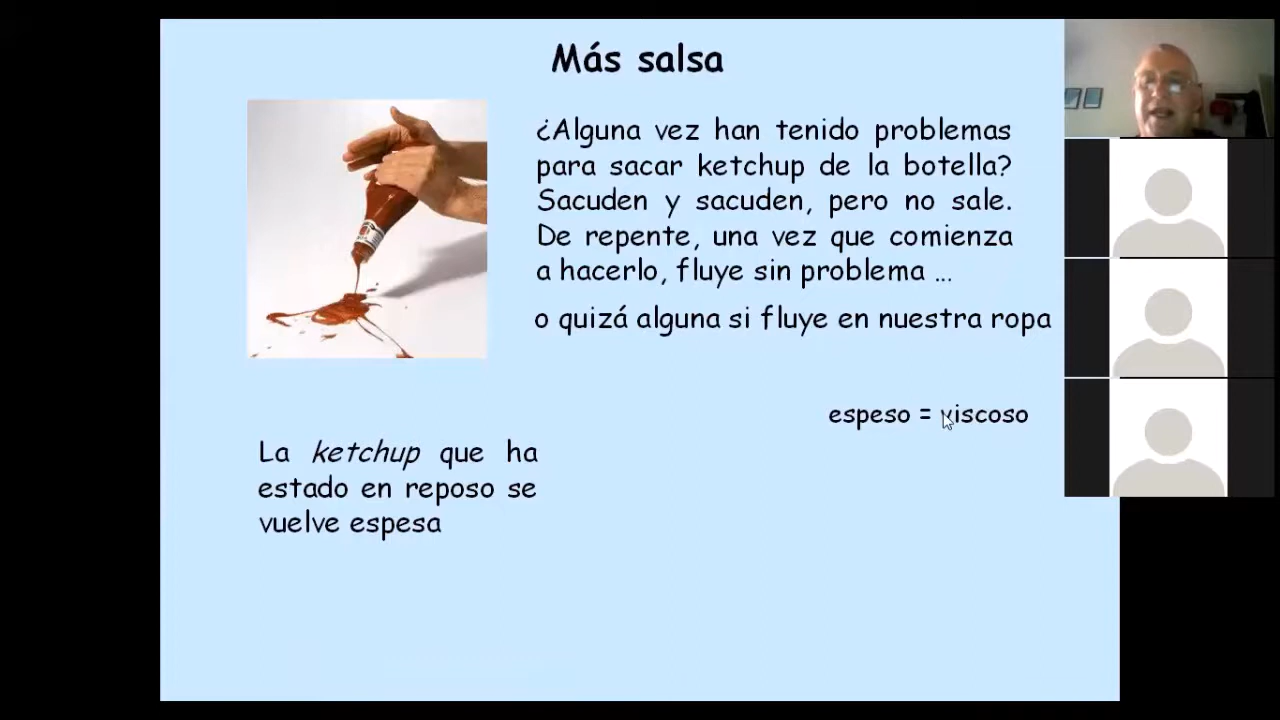 Más salsa
¿Alguna vez han tenido problemas
para sacar ketchup de la botella?
Sacuden y sacuden, pero no sale.
De repente, una vez que comienza
a hacerlo, fluye sin problema ...
o quizá alguna si fluye en nuestra ropa
espeso = viscoso
La ketchup que ha
estado en reposo se
vuelve espesa